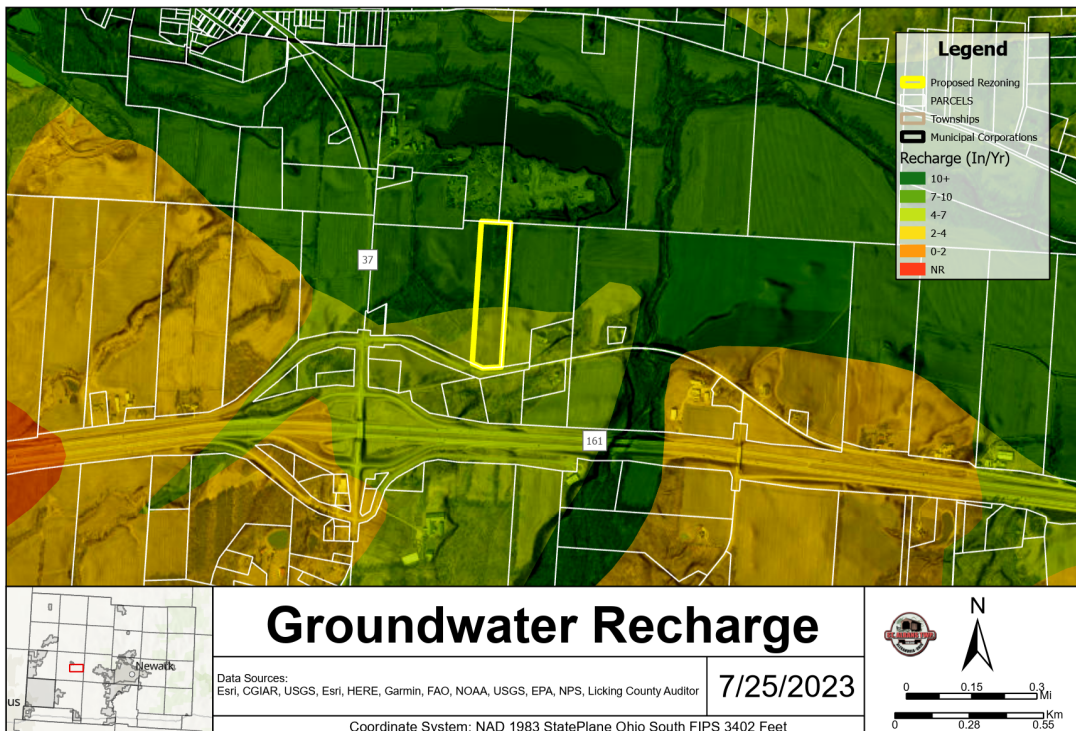 Legend
Proposed Rezoning
PARCELS
Townships
Municipal Corporations
Recharge (In/Yr)
10+
7-10
4-7
2-4
0-2
NR
37
161
Newark
us
Groundwater Recharge
Data Sources:
Esri, CGIAR, USGS, Esri, HERE, Garmin, FAO, NOAA, USGS, EPA, NPS, Licking County Auditor
7/25/2023
Coordinate System: NAD 1983 StatePlane Ohio South FIPS 3402 Feet
N
0 0.15 0.3
Mi
Km
0 0.28 0.55